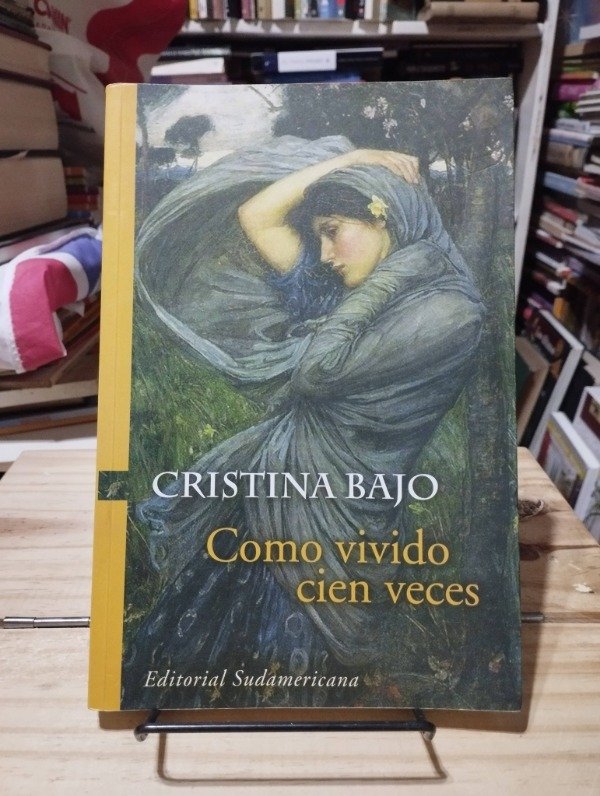 CRISTINA BAJO
Como vivido
cien veces
Editorial Sudamericana